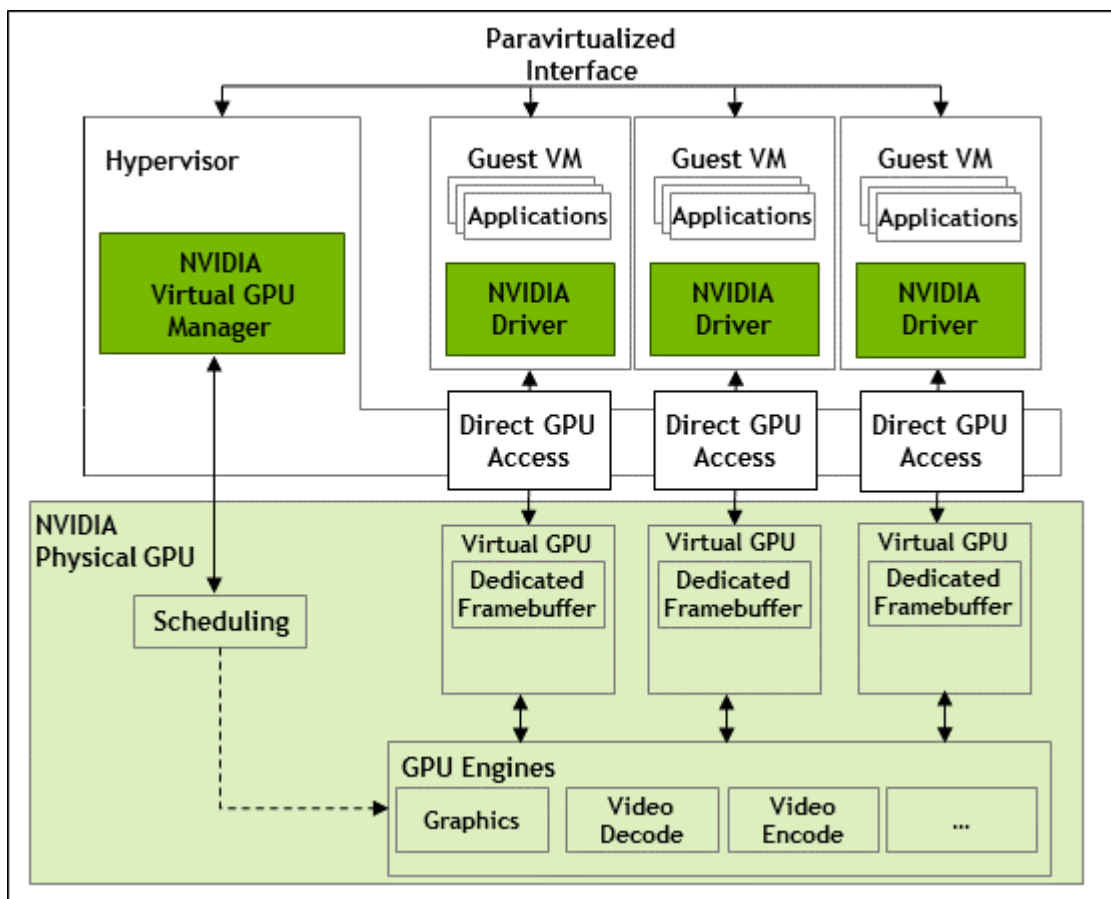 Paravirtualized
Interface
Hypervisor
NVIDIA
Virtual GPU
Manager
Guest VM
Applications
NVIDIA
Driver
Guest VM
Applications
NVIDIA
Driver
Guest VM
Applications
NVIDIA
Driver
Direct GPU
Access
Direct GPU
Access
Direct GPU
Access
NVIDIA
Physical GPU
Scheduling
Virtual GPU
Dedicated
Framebuffer
Virtual GPU
Dedicated
Framebuffer
Virtual GPU
Dedicated
Framebuffer
GPU Engines
Graphics
Video
Decode
Video
Encode
...